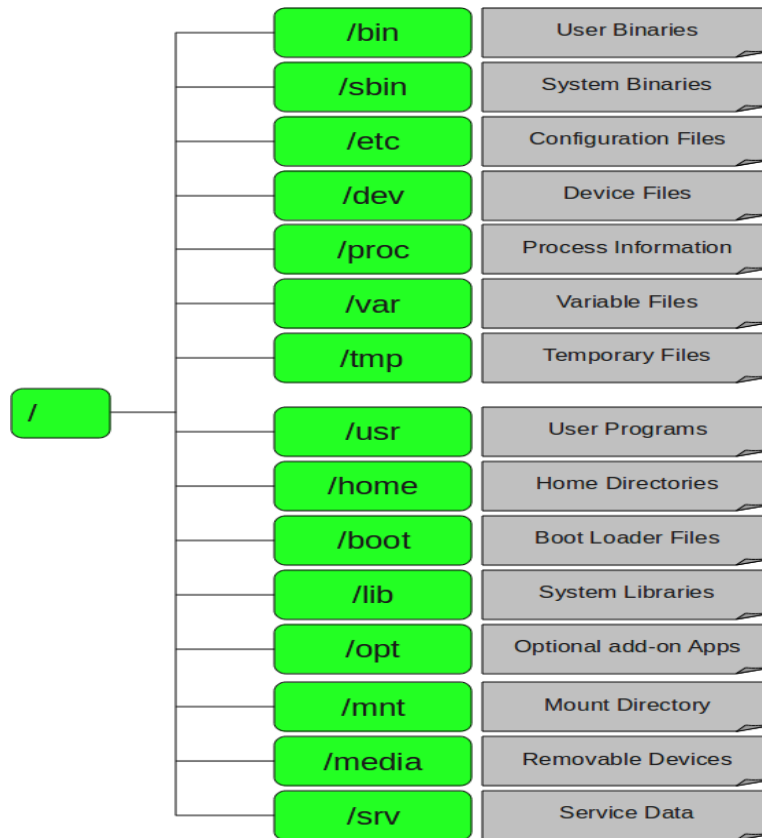 /bin User Binaries
/sbin System Binaries
/etc Configuration Files
/dev Device Files
/proc Process Information
/var Variable Files
/tmp Temporary Files
/
/usr User Programs
/home Home Directories
/boot Boot Loader Files
/lib System Libraries
/opt Optional add-on Apps
/mnt Mount Directory
/media Removable Devices
/srv Service Data